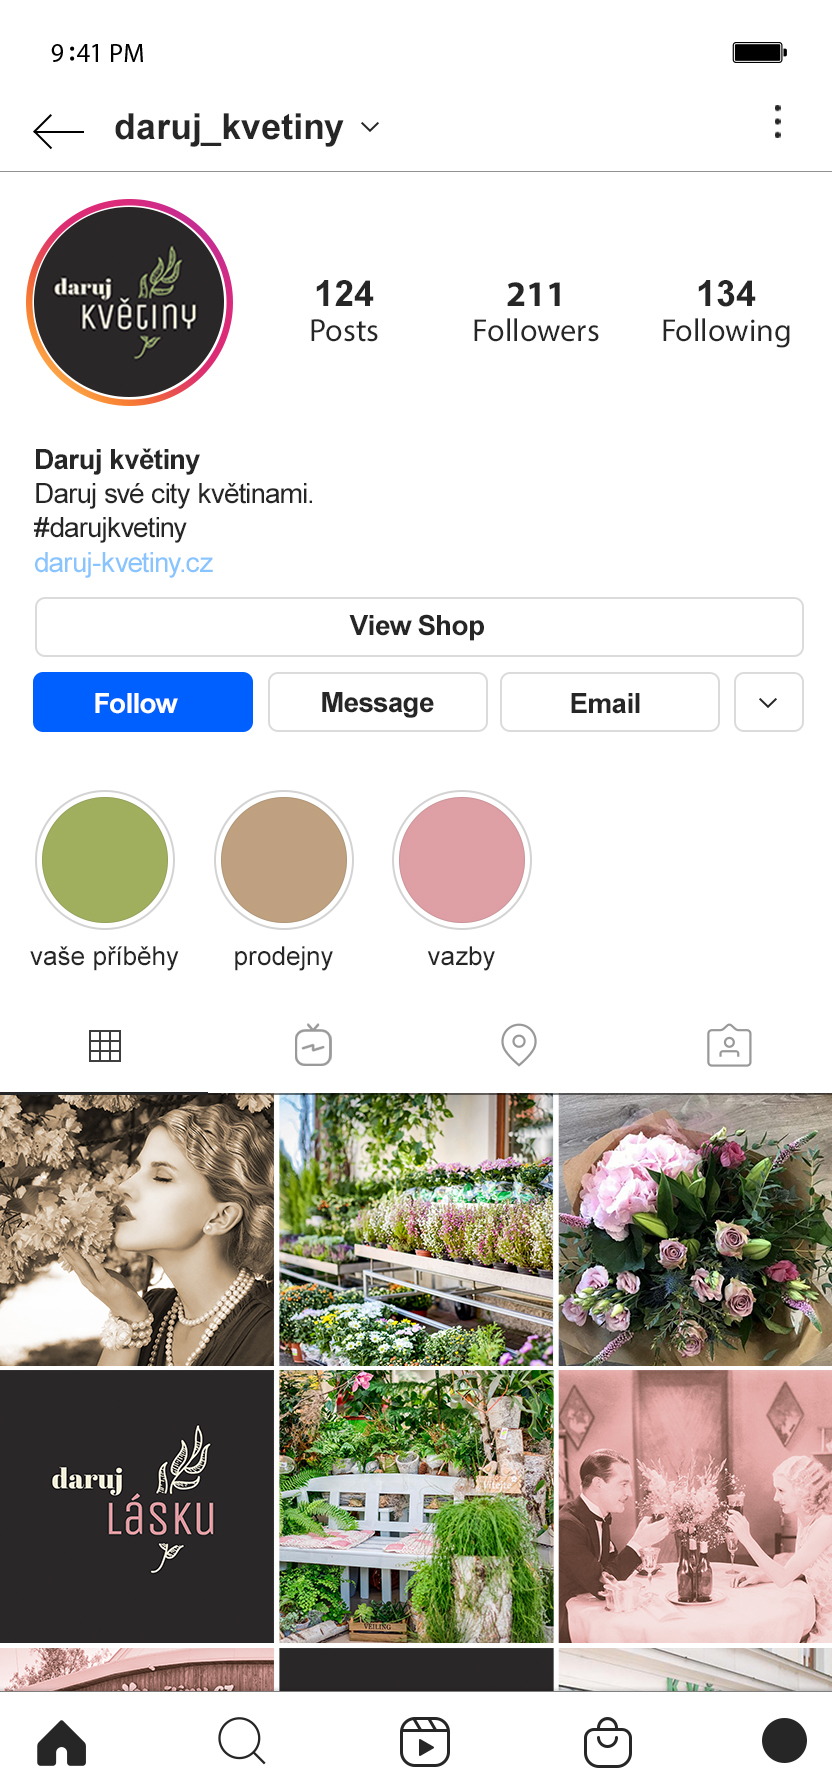 9:41 PM
daruj_kvetiny
daruj
KVĚTINY
124
Posts
211
Followers
134
Following
Daruj květiny
Daruj své city květinami.
#darujkvetiny
daruj-kvetiny.cz
View Shop
Follow
Message
Email
vaše příběhy
prodejny
vazby
daruj
LÁSKU
VEILING